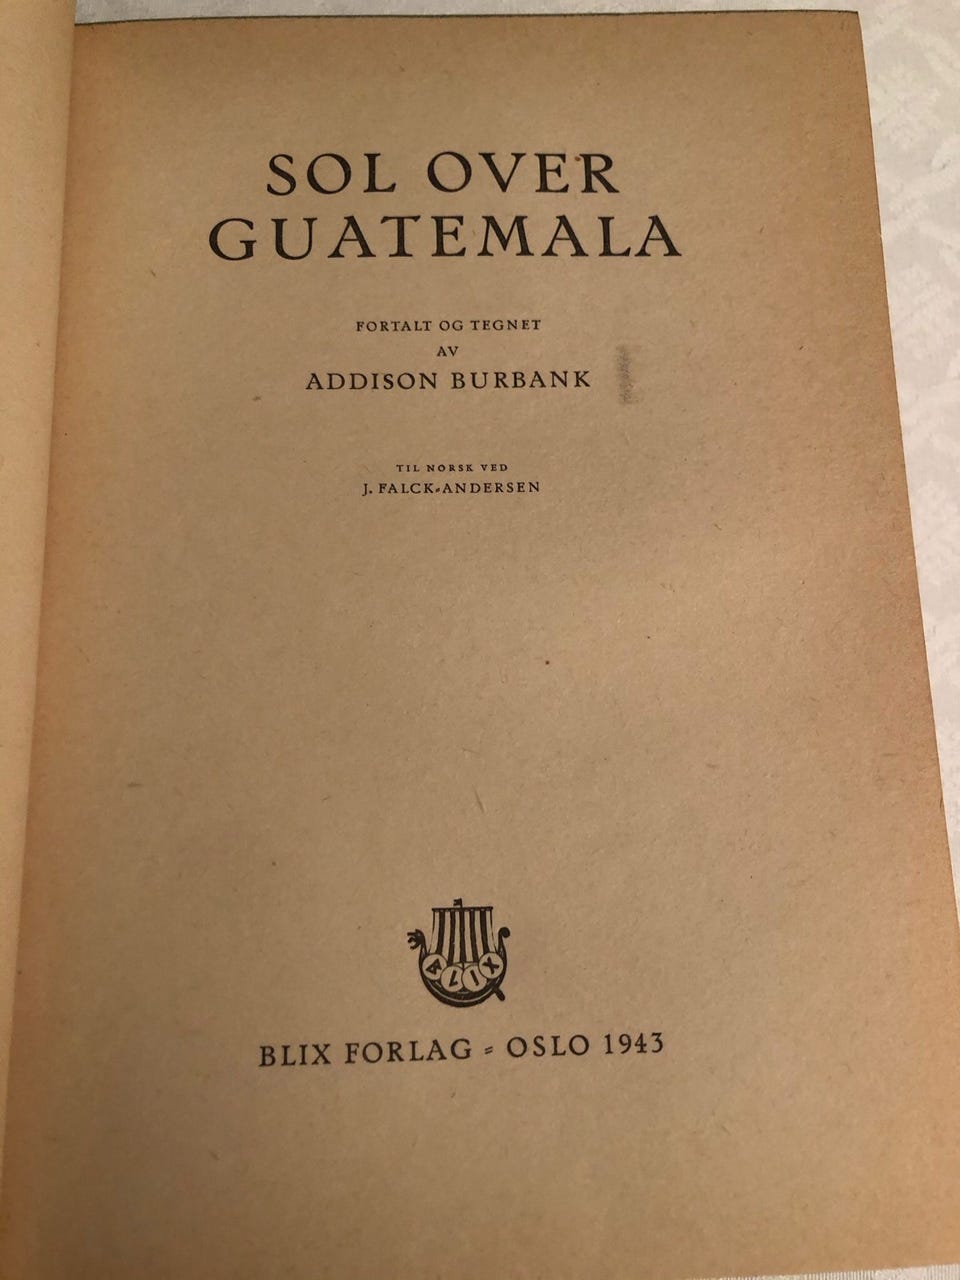 SOL OVER
GUATEMALA
FORTALT OG TEGNET
AV
ADDISON BURBANK
TIL NORSK VED
J. FALCK-ANDERSEN
BLIX
BLIX FORLAG - OSLO 1943